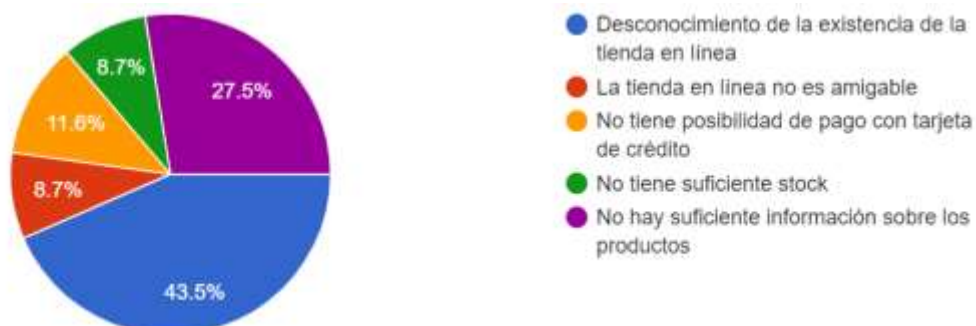 8.7%
27.5%
11.6%
8.7%
43.5%
Desconocimiento de la existencia de la
tienda en línea
La tienda en línea no es amigable
No tiene posibilidad de pago con tarjeta
de crédito
No tiene suficiente stock
No hay suficiente información sobre los
productos